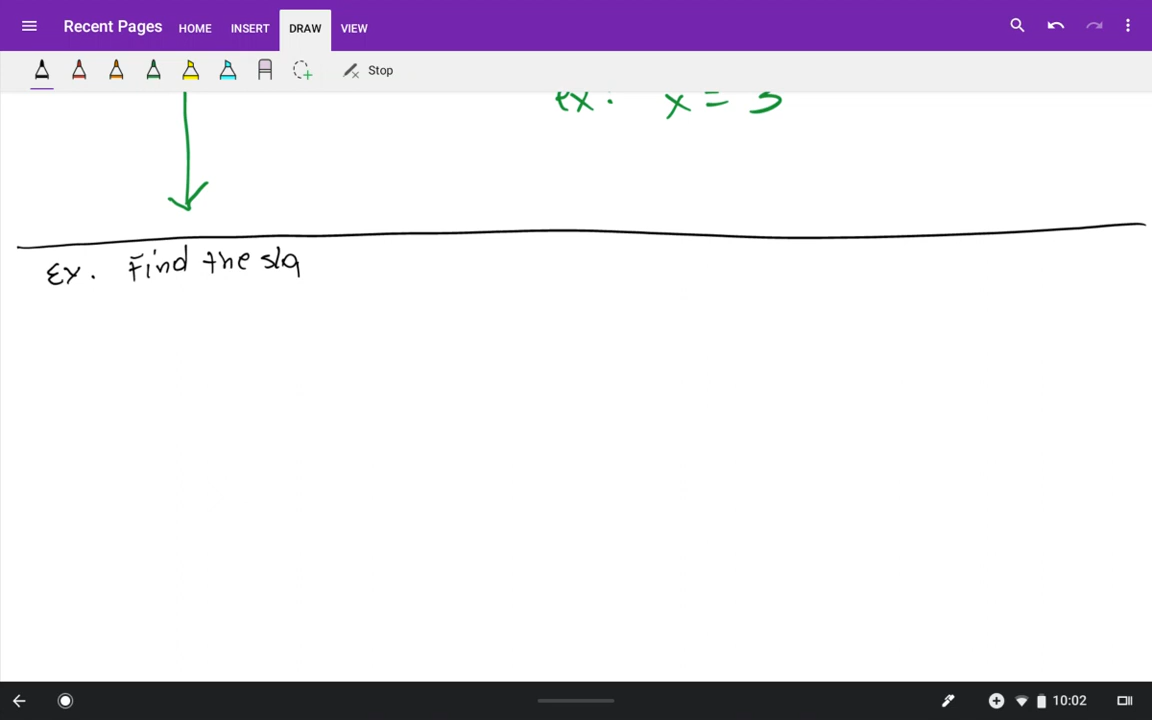 Recent Pages HOME INSERT DRAW VIEW
Stop
ex: x = 3
Ex. Find the slo
10:02